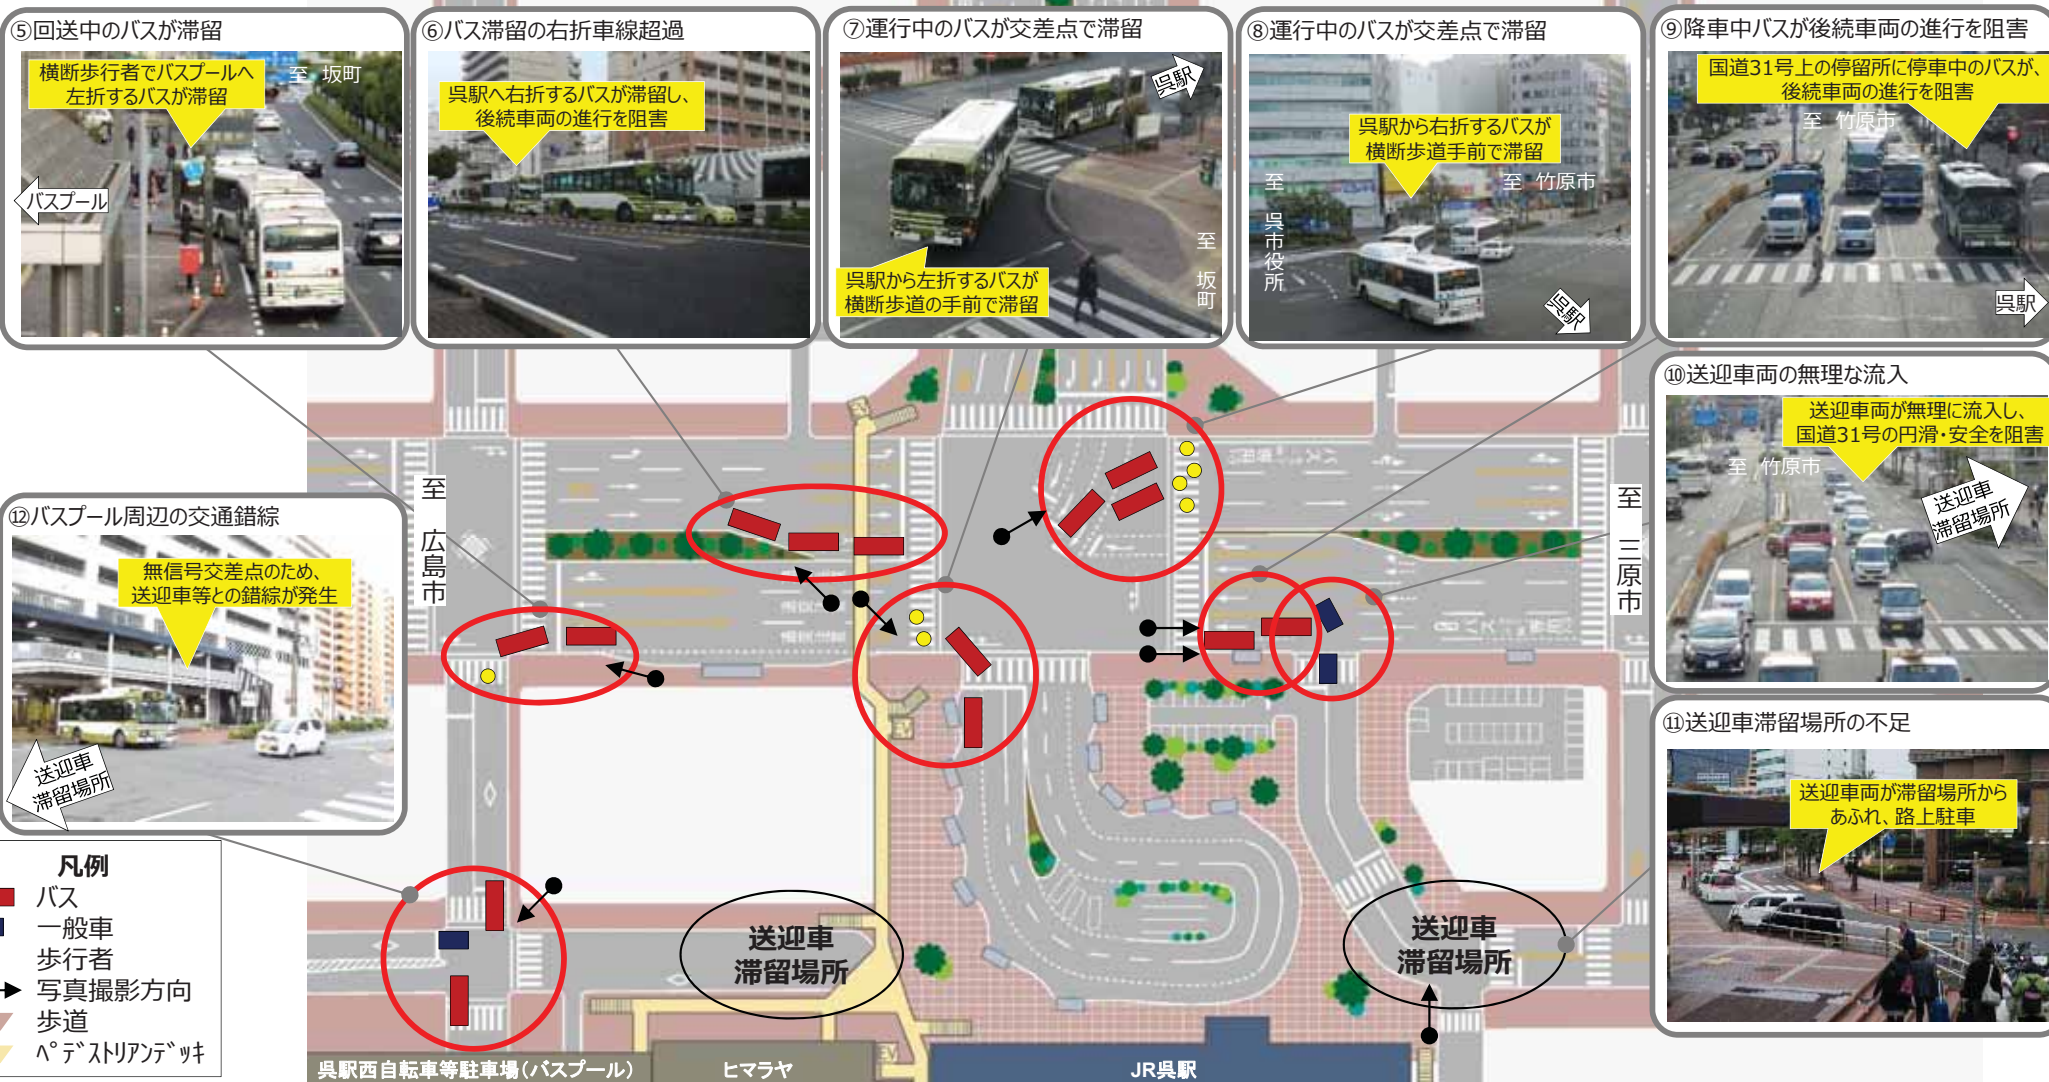 ⑤回送中のバスが滞留
横断歩行者でバスプールへ
左折するバスが滞留
至 坂町
バスプール
⑥バス滞留の右折車線超過
呉駅へ右折するバスが滞留し、
後続車両の進行を阻害
⑦運行中のバスが交差点で滞留
呉駅
呉駅から左折するバスが
横断歩道の手前で滞留
至 坂町
⑧運行中のバスが交差点で滞留
呉駅から右折するバスが
横断歩道手前で滞留
至 呉市役所
至 竹原市
呉駅
⑨降車中バスが後続車両の進行を阻害
国道31号上の停留所に停車中のバスが、
後続車両の進行を阻害
至 竹原市
呉駅
⑩送迎車両の無理な流入
送迎車両が無理に流入し、
国道31号の円滑・安全を阻害
至 竹原市
送迎車
滞留場所
⑪送迎車滞留場所の不足
送迎車両が滞留場所から
あふれ、路上駐車
⑫バスプール周辺の交通錯綜
無信号交差点のため、
送迎車等との錯綜が発生
送迎車
滞留場所
至 広島市
至 三原市
凡例
バス
一般車
歩行者
写真撮影方向
歩道
ペデストリアンデッキ
送迎車
滞留場所
送迎車
滞留場所
呉駅西自転車等駐車場(バスプール)
ヒマラヤ
JR呉駅